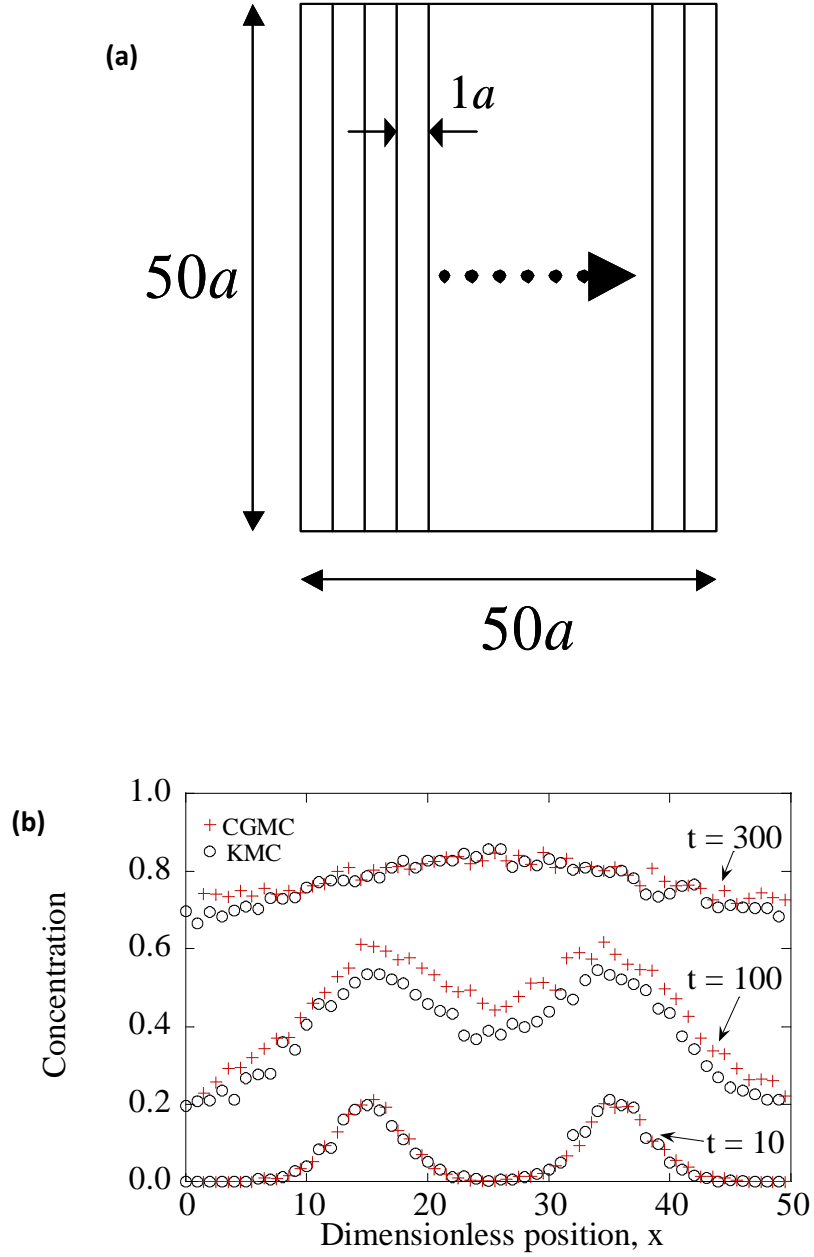 (a)
1a
50a
50a
(b)
1.0
0.8
0.6
0.4
0.2
0.0
Concentration
CGMC
KMC
t = 300
t = 100
t = 10
0
10
20
30
40
50
Dimensionless position, x